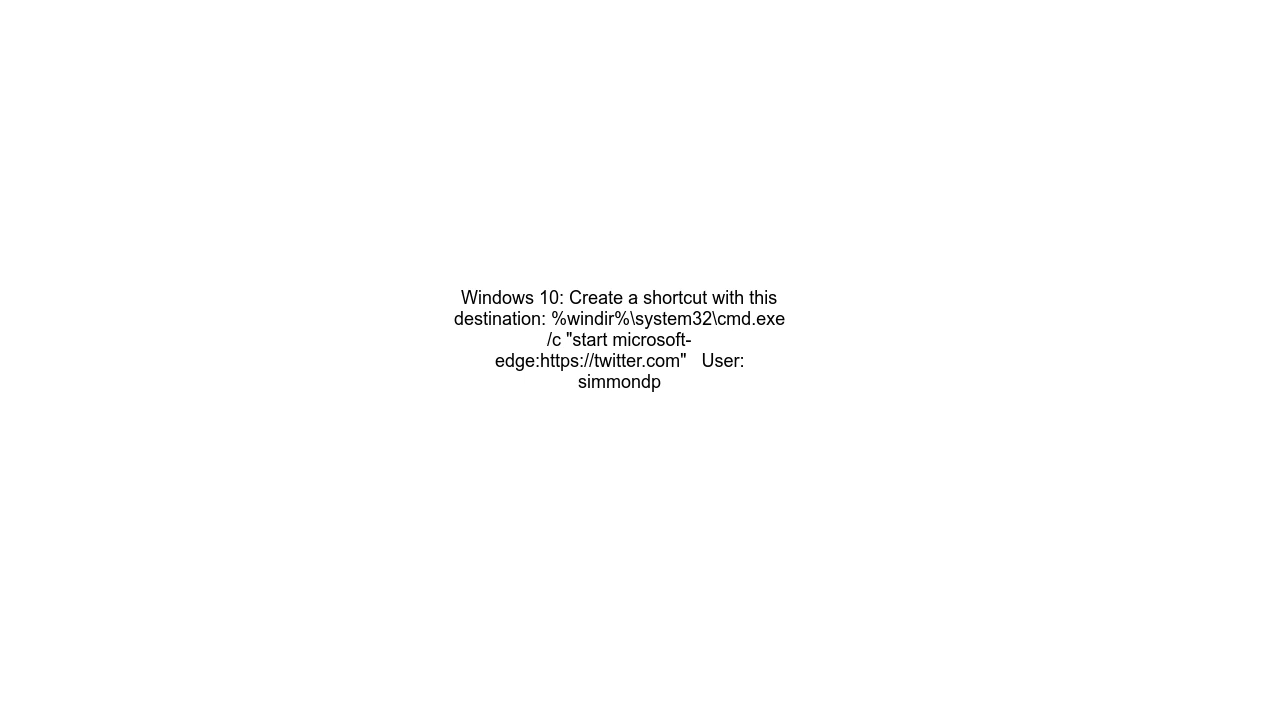 Windows 10: Create a shortcut with this
destination: %windir%\system32\cmd.exe
/c "start microsoft-
edge:https://twitter.com"   User:
simmondp